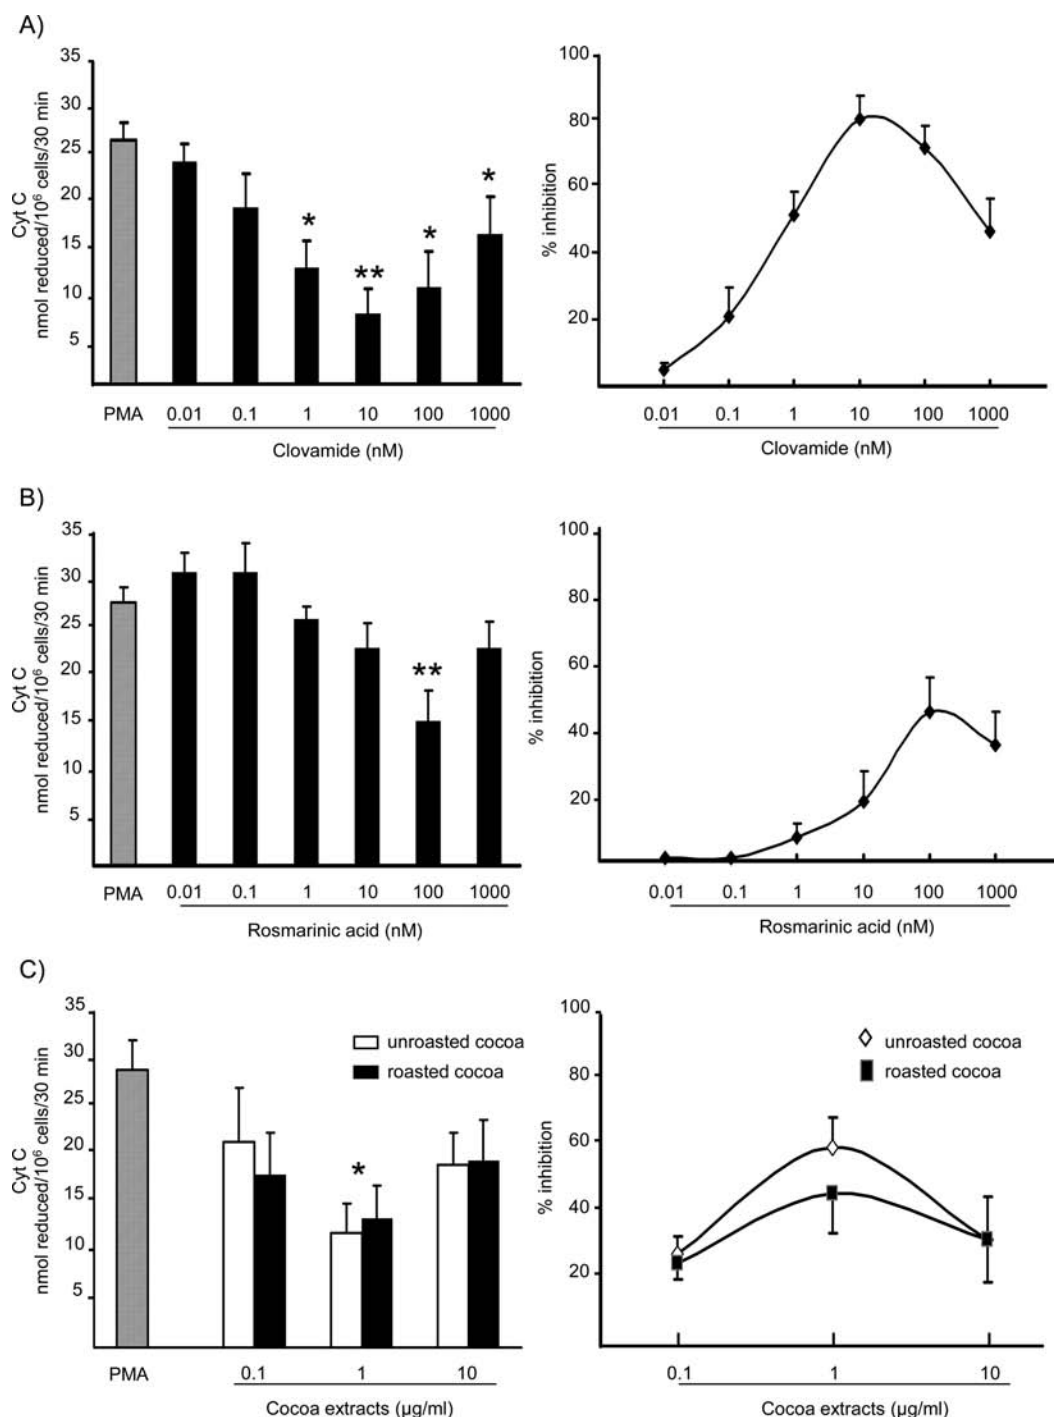 A)
35
30
25
20
15
10
5
Cyt C
nmol reduced/10⁶ cells/30 min
*
**
*
*
PMA
0.01 0.1 1 10 100 1000
Clovamide (nM)
100
80
60
40
20
% inhibition
0.01 0.1 1 10 100 1000
Clovamide (nM)
B)
35
30
25
20
15
10
5
Cyt C
nmol reduced/10⁶ cells/30 min
**
PMA
0.01 0.1 1 10 100 1000
Rosmarinic acid (nM)
100
80
60
40
20
% inhibition
0.01 0.1 1 10 100 1000
Rosmarinic acid (nM)
C)
35
30
25
20
15
10
5
Cyt C
nmol reduced/10⁶ cells/30 min
unroasted cocoa
roasted cocoa
*
PMA
0.1 1 10
Cocoa extracts (µg/ml)
100
80
60
40
20
% inhibition
unroasted cocoa
roasted cocoa
0.1 1 10
Cocoa extracts (µg/ml)